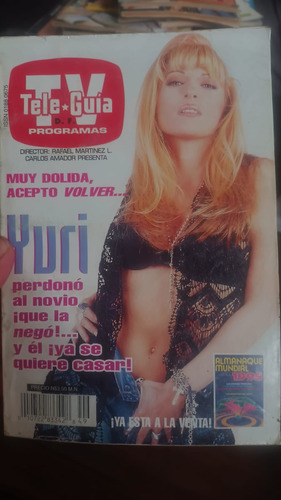 TV
Tele★Guía
D. F.
PROGRAMAS
DIRECTOR: RAFAEL MARTINEZ L.
CARLOS AMADOR PRESENTA
MUY DOLIDA,
ACEPTO VOLVER...
Yuri
perdonó
al novio
¡que la
negó!....
y él ¡ya se
quiere casar!
ALMANAQUE
MUNDIAL
¡YA ESTA A LA VENTA!